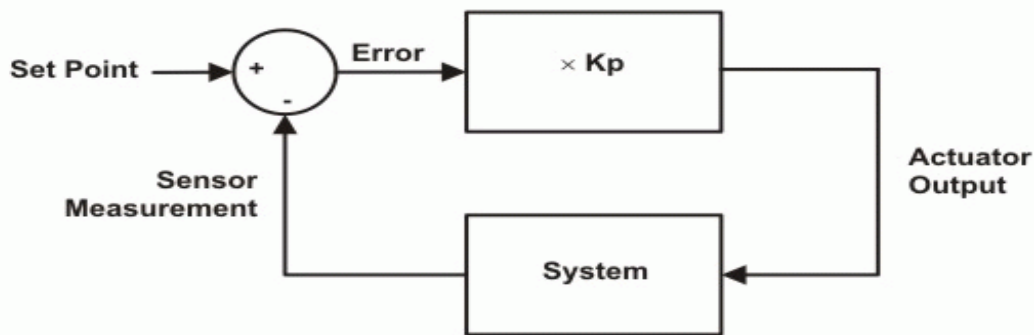 Set Point
+
-
Error
× Kp
Actuator
Output
System
Sensor
Measurement